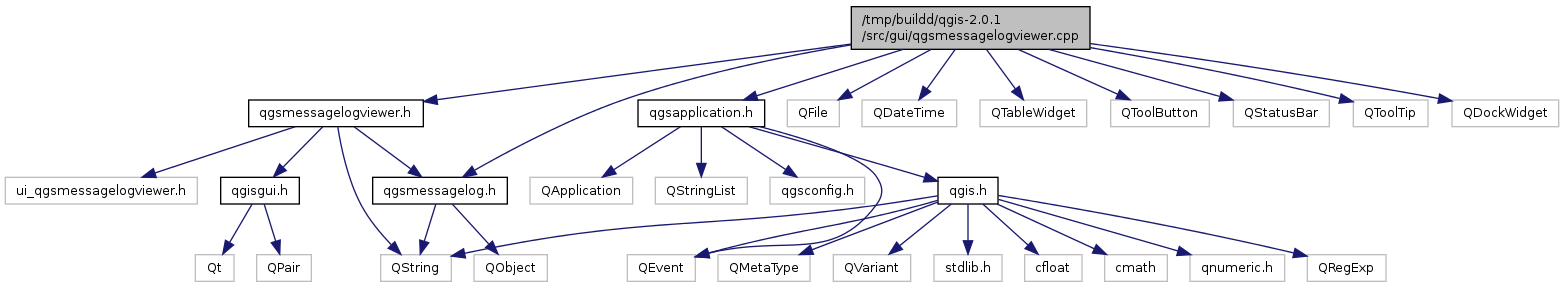 /tmp/buildd/qgis-2.0.1
/src/gui/qgsmessagelogviewer.cpp
qgsmessagelogviewer.h
qgsapplication.h
QFile
QDateTime
QTableWidget
QToolButton
QStatusBar
QToolTip
QDockWidget
ui_qgsmessagelogviewer.h
qgisgui.h
qgsmessagelog.h
QApplication
QStringList
qgsconfig.h
qgis.h
Qt
QPair
QString
QObject
QEvent
QMetaType
QVariant
stdlib.h
cfloat
cmath
qnumeric.h
QRegExp